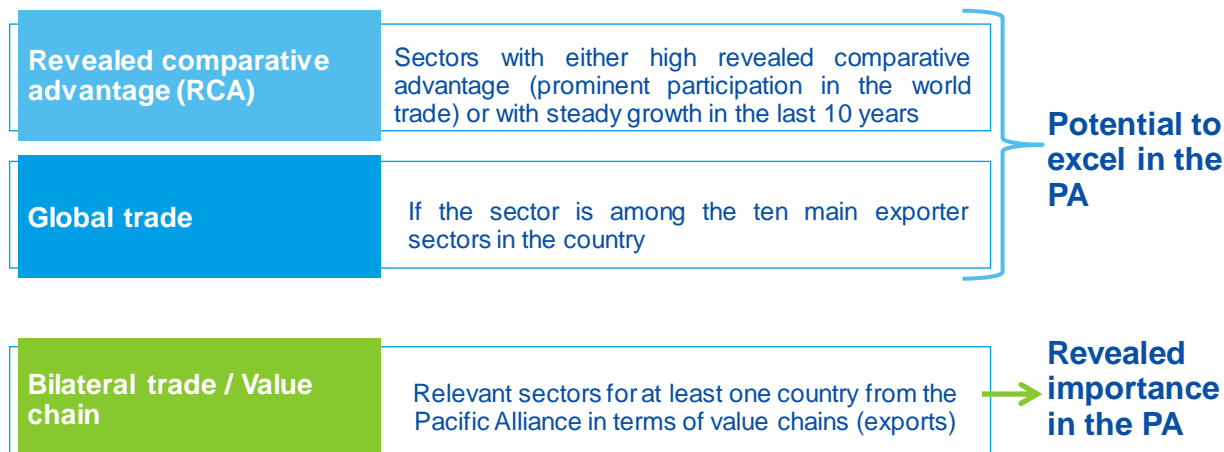 Revealed comparative
advantage (RCA)
Sectors with either high revealed comparative
advantage (prominent participation in the world
trade) or with steady growth in the last 10 years
Global trade
If the sector is among the ten main exporter
sectors in the country
Potential to
excel in the
PA
Bilateral trade / Value
chain
Relevant sectors for at least one country from the
Pacific Alliance in terms of value chains (exports)
Revealed
importance
in the PA